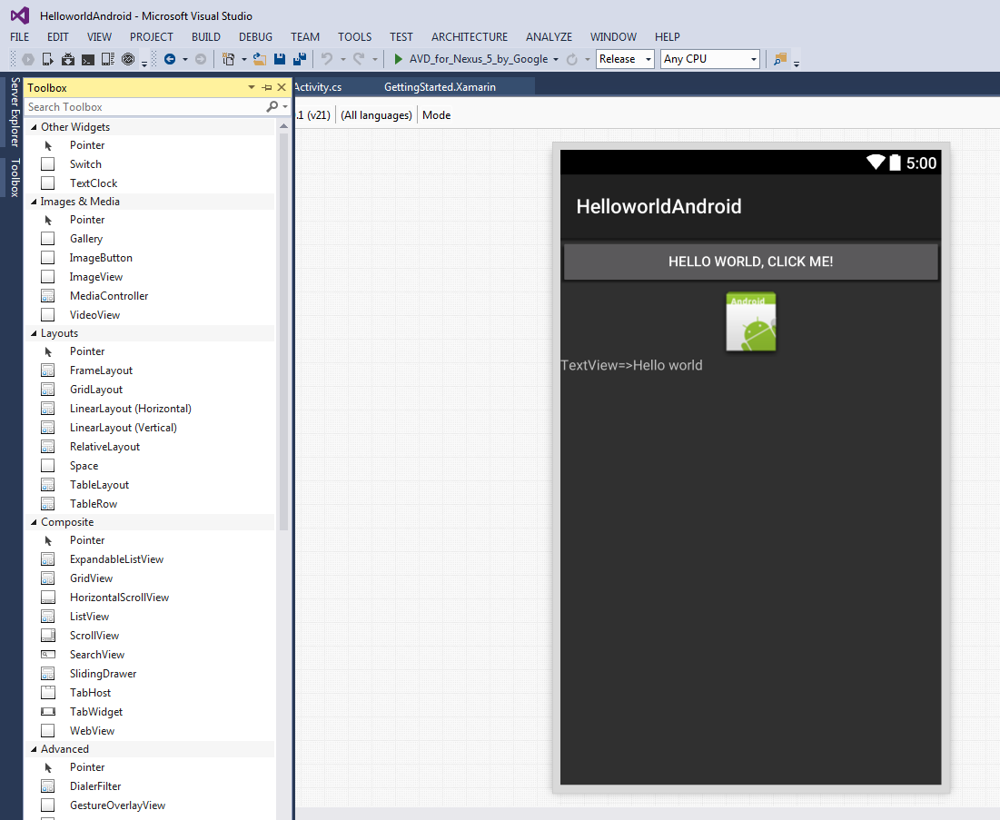 HelloworldAndroid - Microsoft Visual Studio
FILE EDIT VIEW PROJECT BUILD DEBUG TEAM TOOLS TEST ARCHITECTURE ANALYZE WINDOW HELP
AVD_for_Nexus_5_by_Google Release Any CPU
Server Explorer
Toolbox
Toolbox
Search Toolbox
Other Widgets
Pointer
Switch
TextClock
Images & Media
Pointer
Gallery
ImageButton
ImageView
MediaController
VideoView
Layouts
Pointer
FrameLayout
GridLayout
LinearLayout (Horizontal)
LinearLayout (Vertical)
RelativeLayout
Space
TableLayout
TableRow
Composite
Pointer
ExpandableListView
GridView
HorizontalScrollView
ListView
ScrollView
SearchView
SlidingDrawer
TabHost
TabWidget
WebView
Advanced
Pointer
DialerFilter
GestureOverlayView
Activity.cs GettingStarted.Xamarin
.1 (v21) (All languages) Mode
5:00
HelloworldAndroid
HELLO WORLD, CLICK ME!
Android
TextView=>Hello world